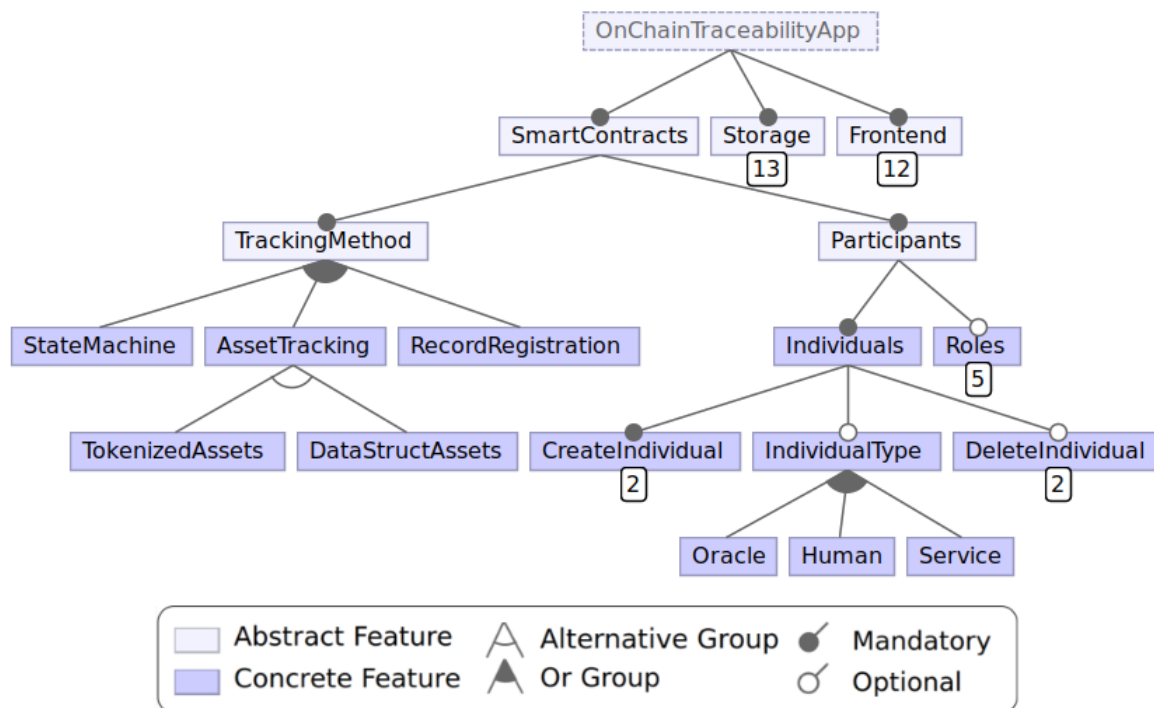 OnChainTraceabilityApp
SmartContracts Storage Frontend
13 12
TrackingMethod Participants
StateMachine AssetTracking RecordRegistration Individuals Roles
5
TokenizedAssets DataStructAssets CreateIndividual IndividualType DeleteIndividual
2 2
Oracle Human Service
Abstract Feature Alternative Group Mandatory
Concrete Feature Or Group Optional